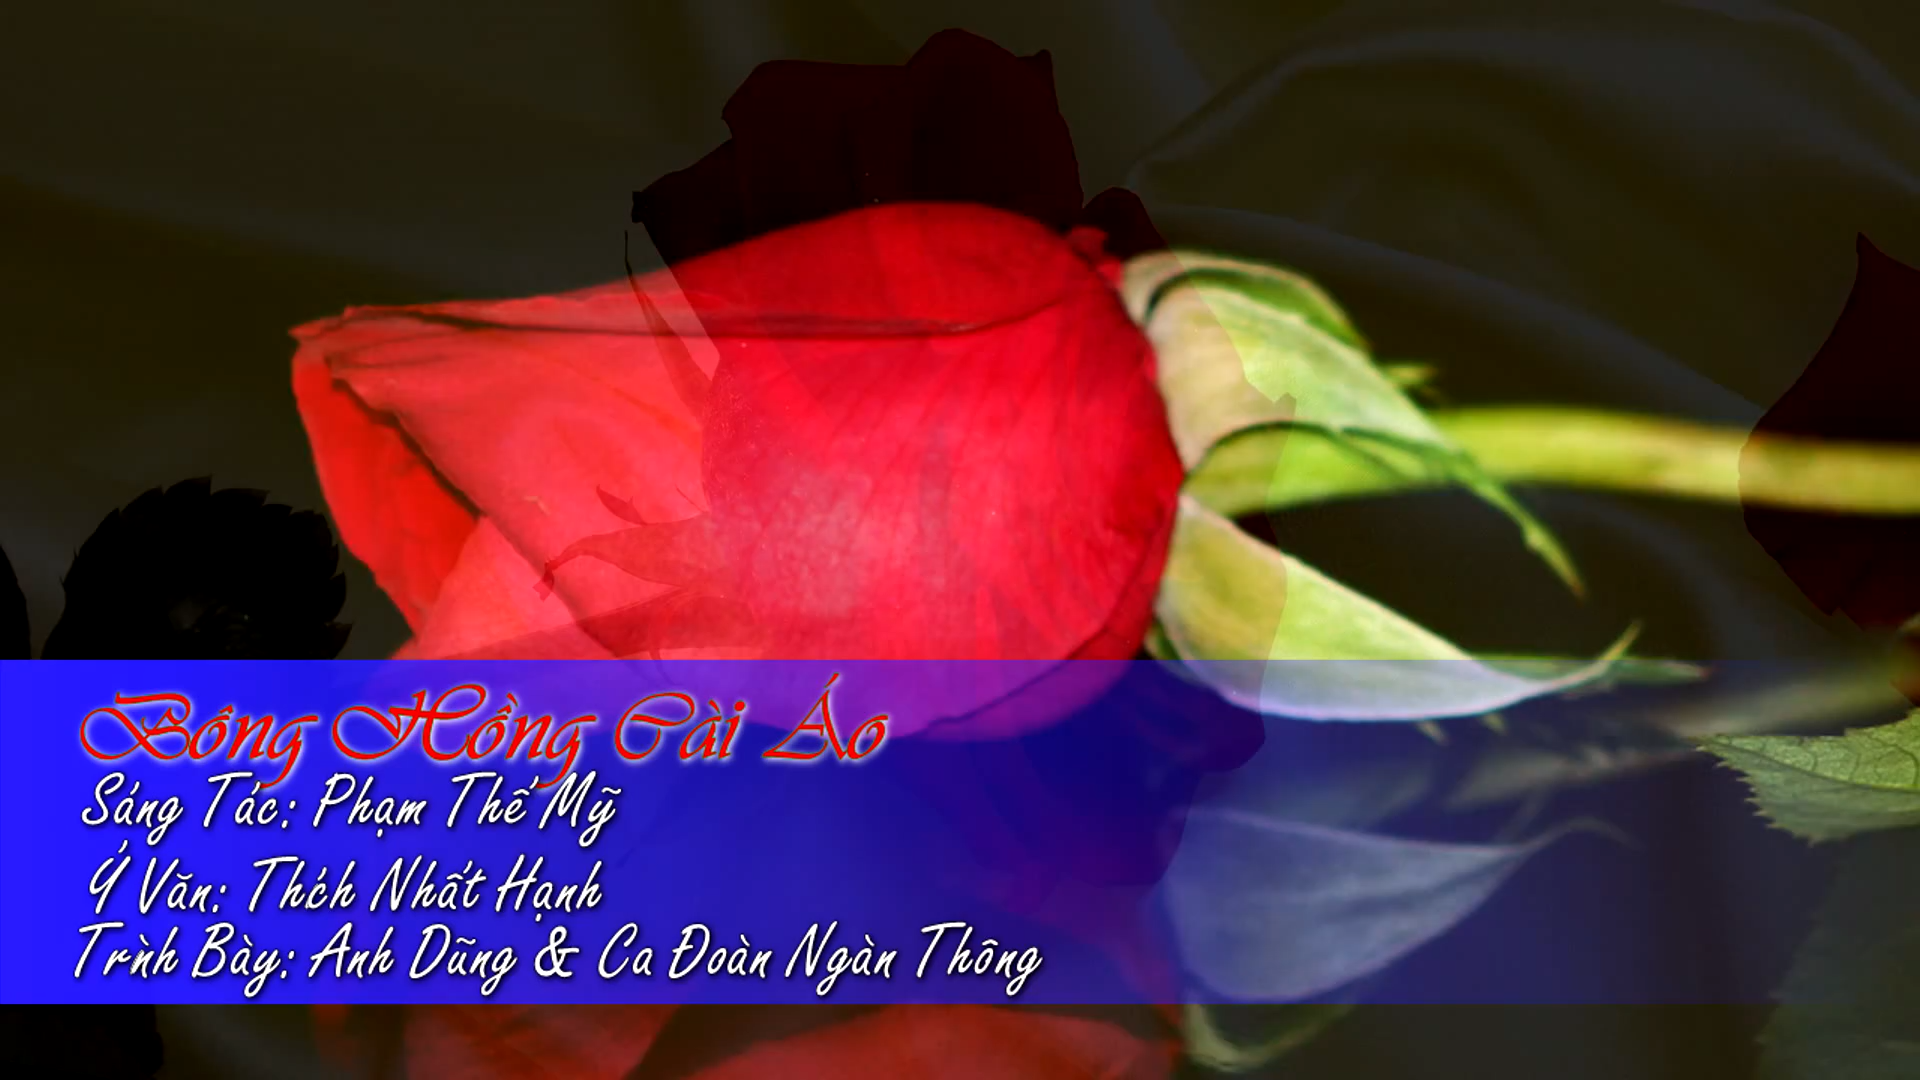 Bông Hồng Cài Áo
Sáng Tác: Phạm Thế Mỹ
Ý Văn: Thích Nhất Hạnh
Trình Bày: Anh Dũng & Ca Đoàn Ngàn Thông